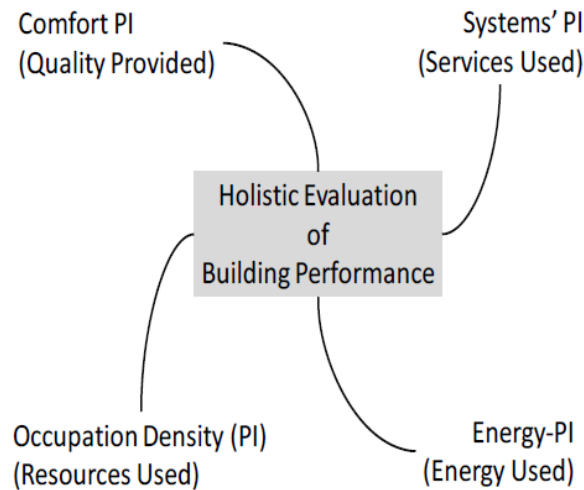 Comfort PI
(Quality Provided)
Systems' PI
(Services Used)
Holistic Evaluation
of
Building Performance
Occupation Density (PI)
(Resources Used)
Energy-PI
(Energy Used)